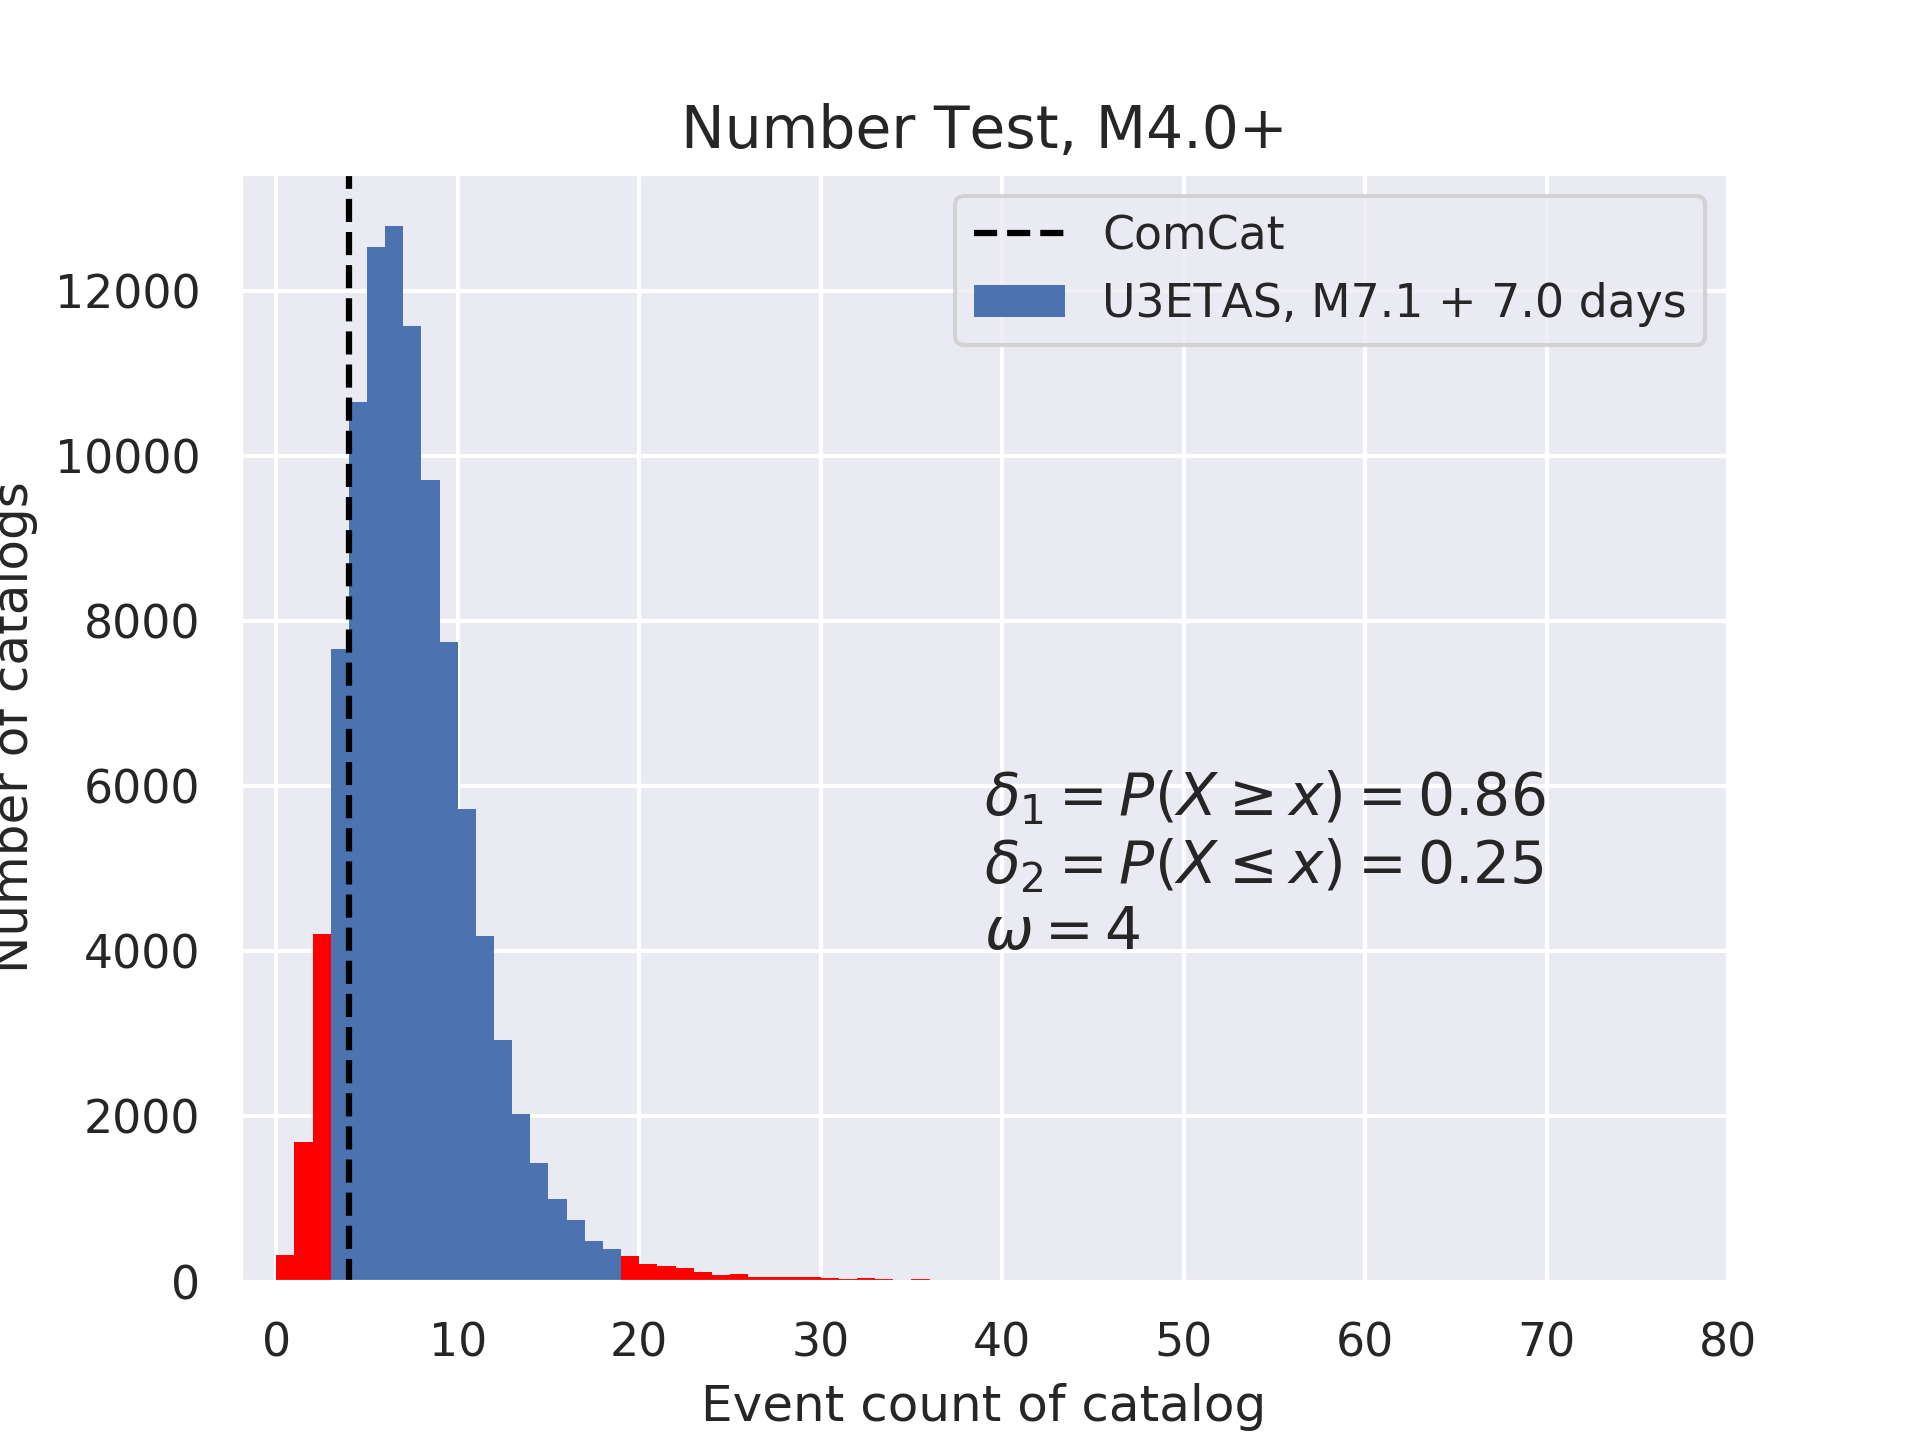 Number Test, M4.0+
ComCat
U3ETAS, M7.1 + 7.0 days
12000
10000
8000
6000
4000
2000
0
Number of catalogs
δ₁ = P(X ≥ x) = 0.86
δ₂ = P(X ≤ x) = 0.25
ω = 4
0 10 20 30 40 50 60 70 80
Event count of catalog